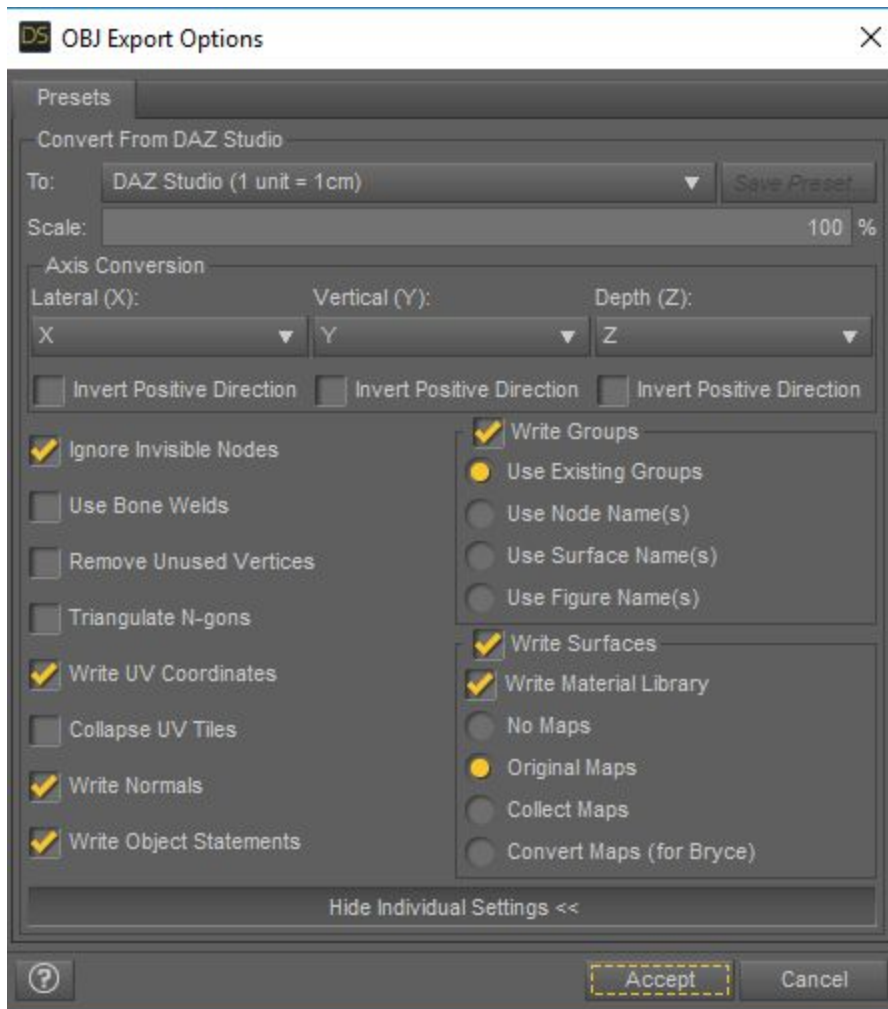 DS OBJ Export Options
Presets
Convert From DAZ Studio
To: DAZ Studio (1 unit = 1cm) Save Preset...
Scale: 100 %
Axis Conversion
Lateral (X): Vertical (Y): Depth (Z):
X Y Z
Invert Positive Direction Invert Positive Direction Invert Positive Direction
Ignore Invisible Nodes
Use Bone Welds
Remove Unused Vertices
Triangulate N-gons
Write UV Coordinates
Collapse UV Tiles
Write Normals
Write Object Statements
Write Groups
Use Existing Groups
Use Node Name(s)
Use Surface Name(s)
Use Figure Name(s)
Write Surfaces
Write Material Library
No Maps
Original Maps
Collect Maps
Convert Maps (for Bryce)
Hide Individual Settings <<
? Accept Cancel